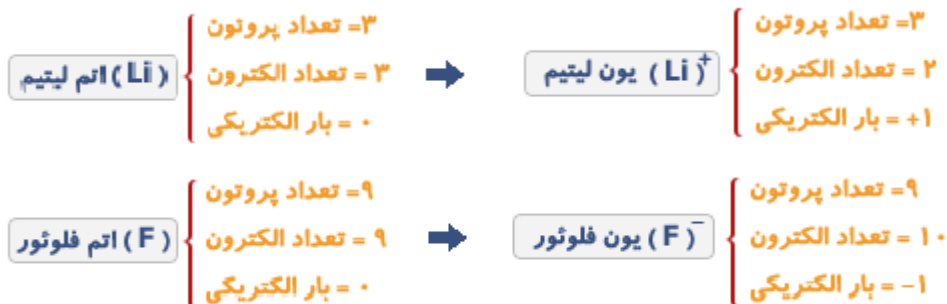 تعداد پروتون =۳
اتم لیتیم (Li)
تعداد الکترون = ۳
بار الکتریکی = ۰
تعداد پروتون =۳
یون لیتیم (Li)⁺
تعداد الکترون = ۲
بار الکتریکی = +۱
تعداد پروتون =۹
اتم فلوئور (F)
تعداد الکترون = ۹
بار الکتریکی = ۰
تعداد پروتون =۹
یون فلوئور (F)⁻
تعداد الکترون = ۱۰
بار الکتریکی = −۱